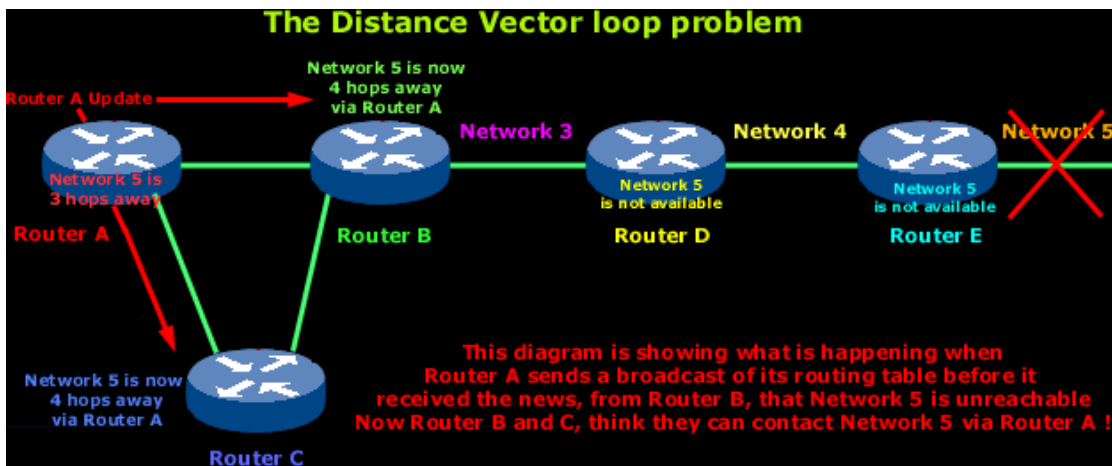 The Distance Vector loop problem
Network 5 is now
4 hops away
via Router A
Router A Update
Network 3
Network 4
Network 5
Network 5 is
3 hops away
Network 5
is not available
Network 5
is not available
Router A
Router B
Router D
Router E
Network 5 is now
4 hops away
via Router A
Router C
This diagram is showing what is happening when
Router A sends a broadcast of its routing table before it
received the news, from Router B, that Network 5 is unreachable
Now Router B and C, think they can contact Network 5 via Router A !